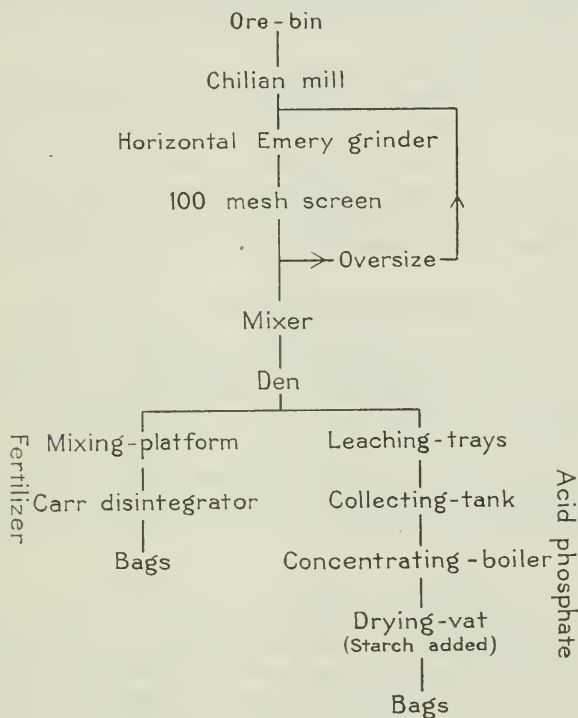 Ore-bin
Chilian mill
Horizontal Emery grinder
100 mesh screen
Oversize
Mixer
Den
Fertilizer
Mixing-platform
Carr disintegrator
Bags
Leaching-trays
Collecting-tank
Concentrating-boiler
Drying-vat
(Starch added)
Bags
Acid phosphate